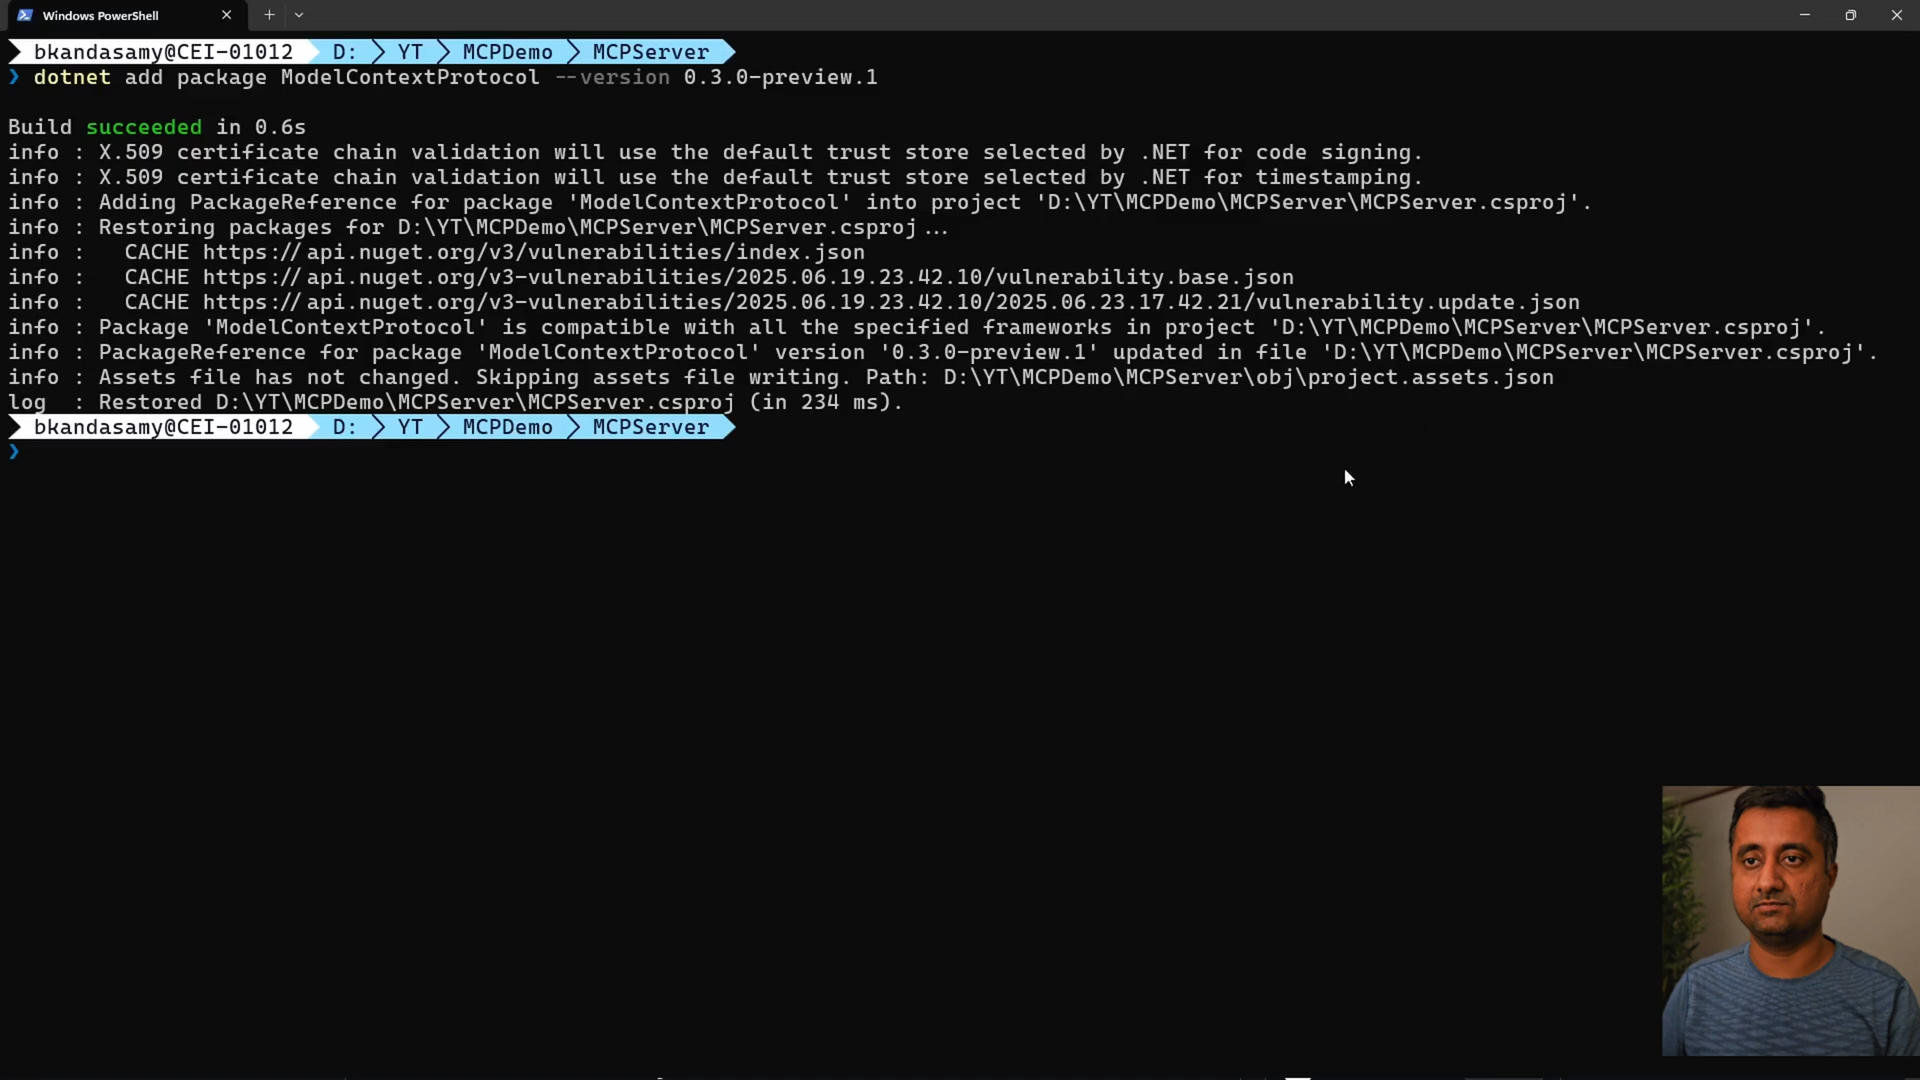 Windows PowerShell
bkandasamy@CEI-01012 D: YT MCPDemo MCPServer
❯ dotnet add package ModelContextProtocol --version 0.3.0-preview.1
Build succeeded in 0.6s
info : X.509 certificate chain validation will use the default trust store selected by .NET for code signing.
info : X.509 certificate chain validation will use the default trust store selected by .NET for timestamping.
info : Adding PackageReference for package 'ModelContextProtocol' into project 'D:\YT\MCPDemo\MCPServer\MCPServer.csproj'.
info : Restoring packages for D:\YT\MCPDemo\MCPServer\MCPServer.csproj...
info :   CACHE https://api.nuget.org/v3/vulnerabilities/index.json
info :   CACHE https://api.nuget.org/v3-vulnerabilities/2025.06.19.23.42.10/vulnerability.base.json
info :   CACHE https://api.nuget.org/v3-vulnerabilities/2025.06.19.23.42.10/2025.06.23.17.42.21/vulnerability.update.json
info : Package 'ModelContextProtocol' is compatible with all the specified frameworks in project 'D:\YT\MCPDemo\MCPServer\MCPServer.csproj'.
info : PackageReference for package 'ModelContextProtocol' version '0.3.0-preview.1' updated in file 'D:\YT\MCPDemo\MCPServer\MCPServer.csproj'.
info : Assets file has not changed. Skipping assets file writing. Path: D:\YT\MCPDemo\MCPServer\obj\project.assets.json
log  : Restored D:\YT\MCPDemo\MCPServer\MCPServer.csproj (in 234 ms).
bkandasamy@CEI-01012 D: YT MCPDemo MCPServer
❯